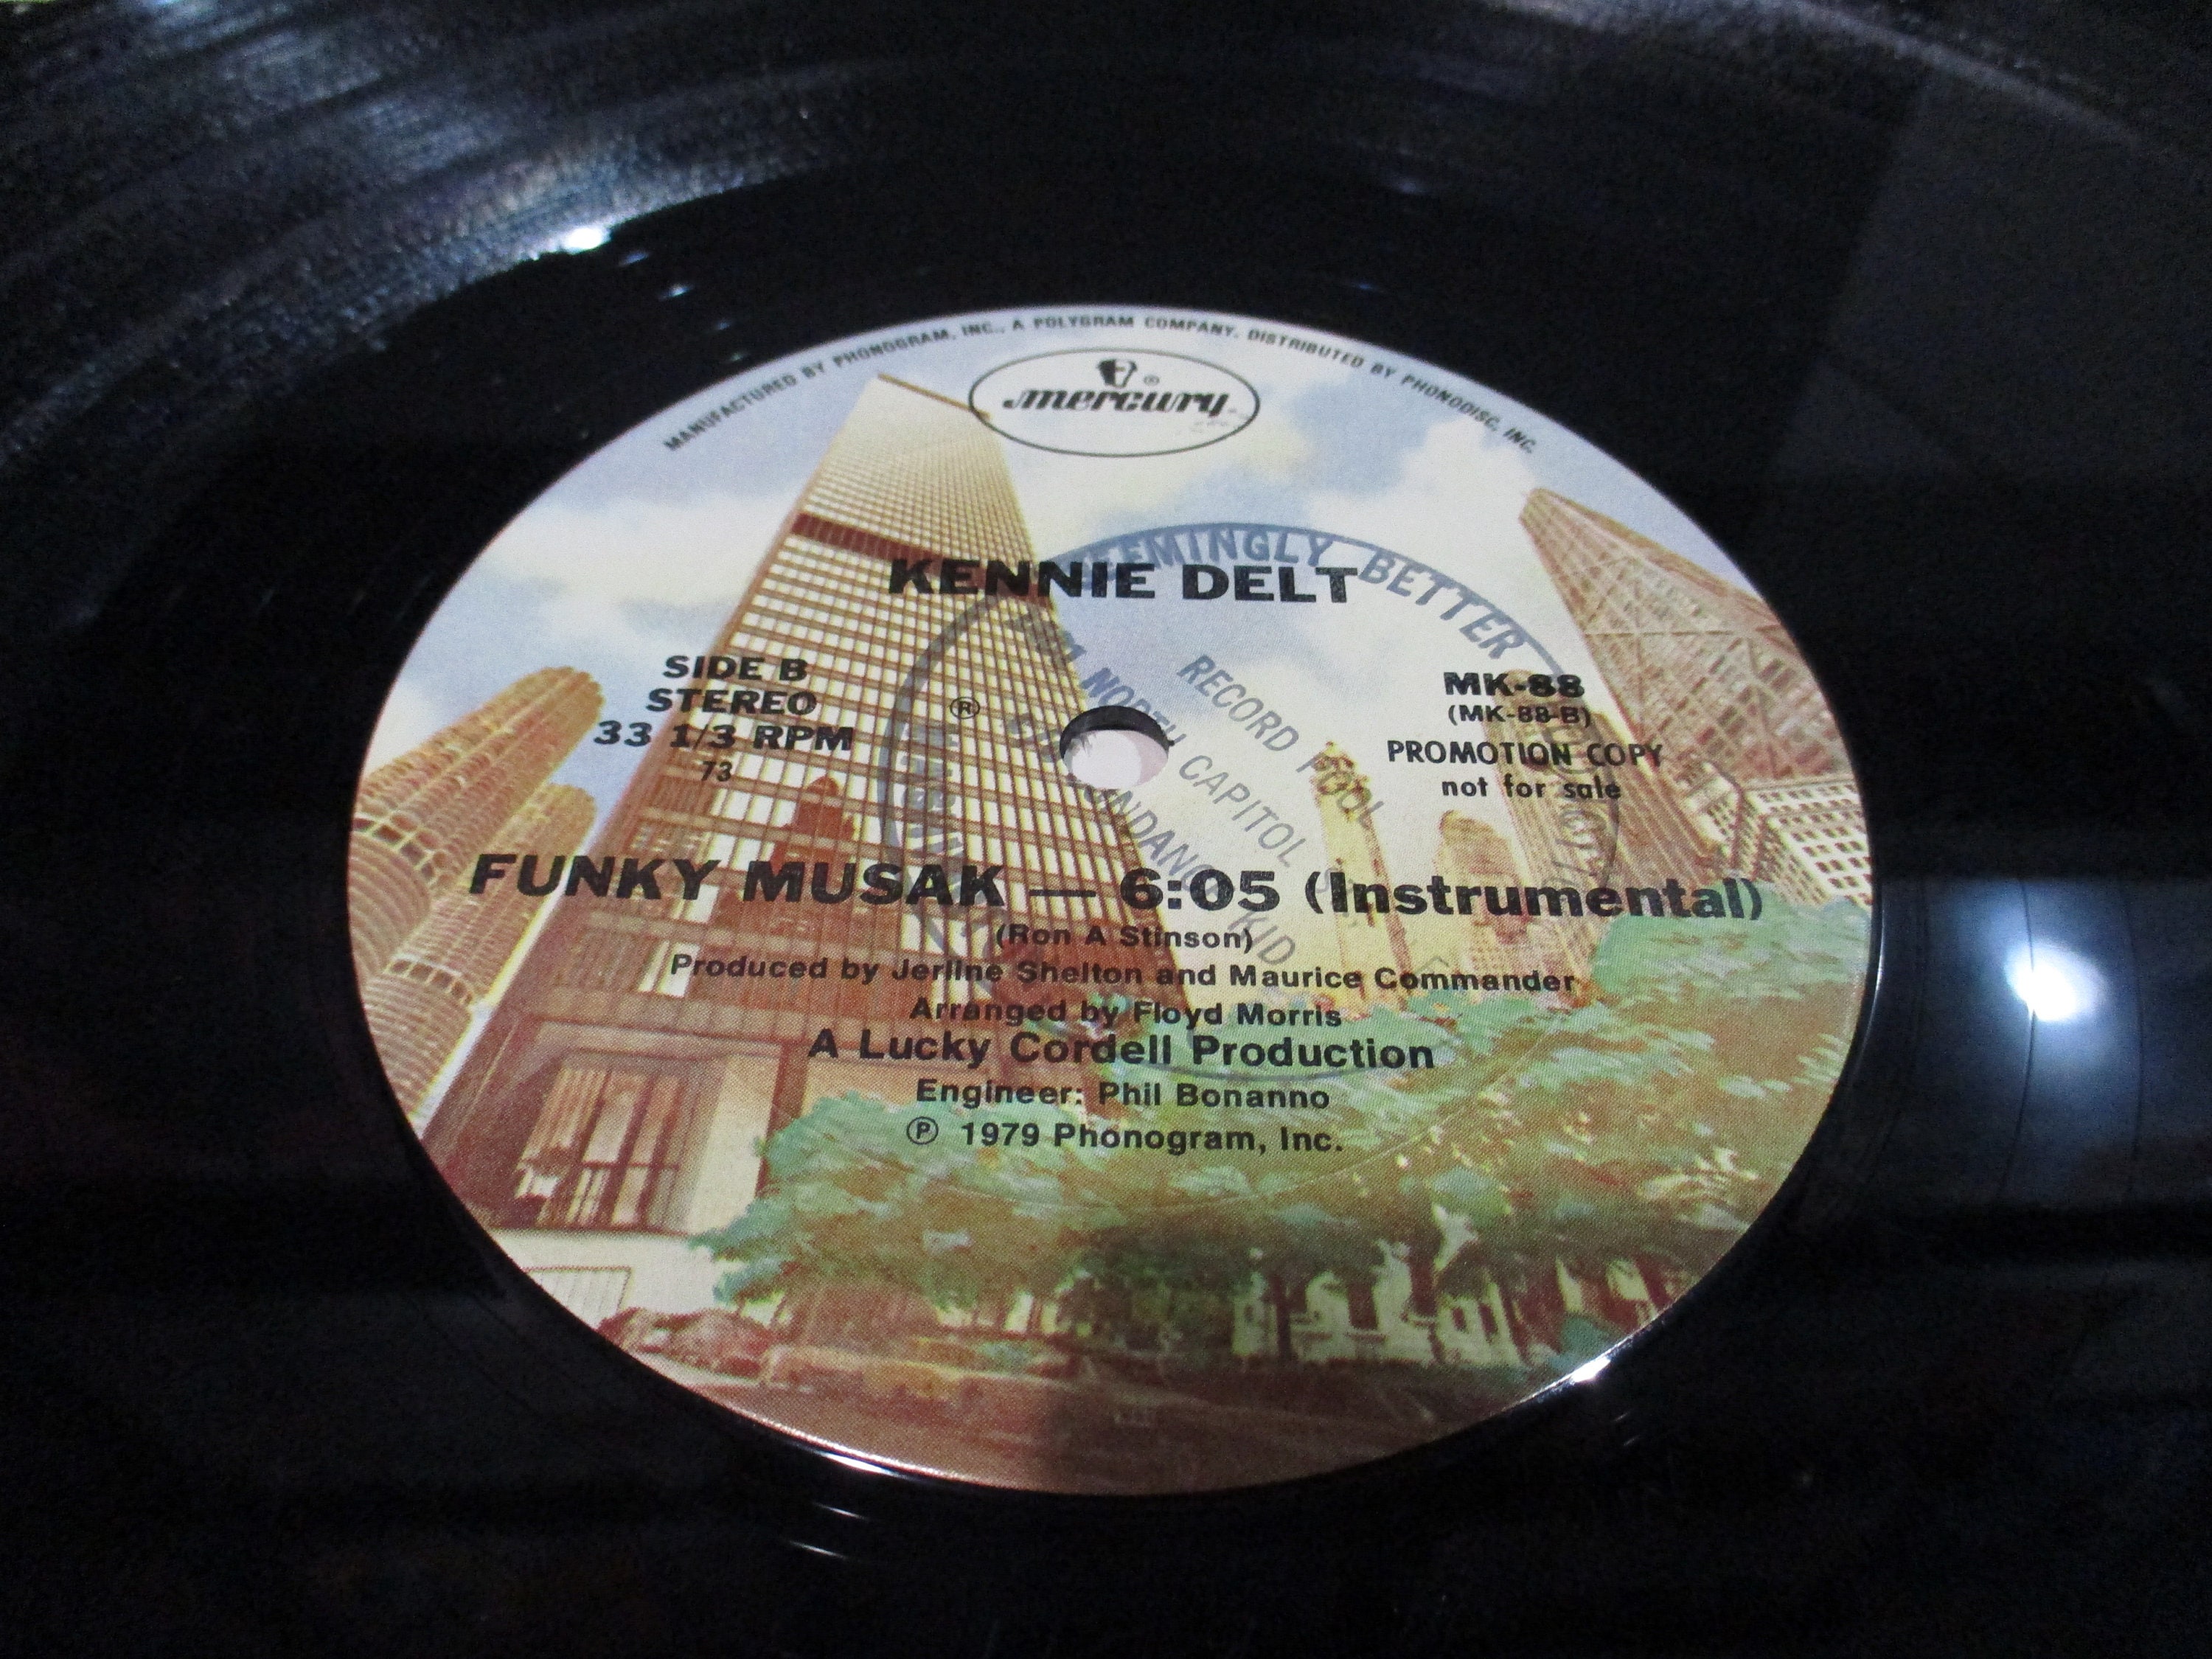 MANUFACTURED BY PHONOGRAM, INC., A POLYGRAM COMPANY. DISTRIBUTED BY PHONODISC, INC.
mercury ®
KENNIE DELT
SEEMINGLY BETTER
RECORD POOL
NORTH CAPITOL
KID
SIDE B
STEREO
33 1/3 RPM
73
®
MK-88
(MK-88-B)
PROMOTION COPY
not for sale
FUNKY MUSAK — 6:05 (Instrumental)
(Ron A Stinson)
Produced by Jerline Shelton and Maurice Commander
Arranged by Floyd Morris
A Lucky Cordell Production
Engineer: Phil Bonanno
℗ 1979 Phonogram, Inc.